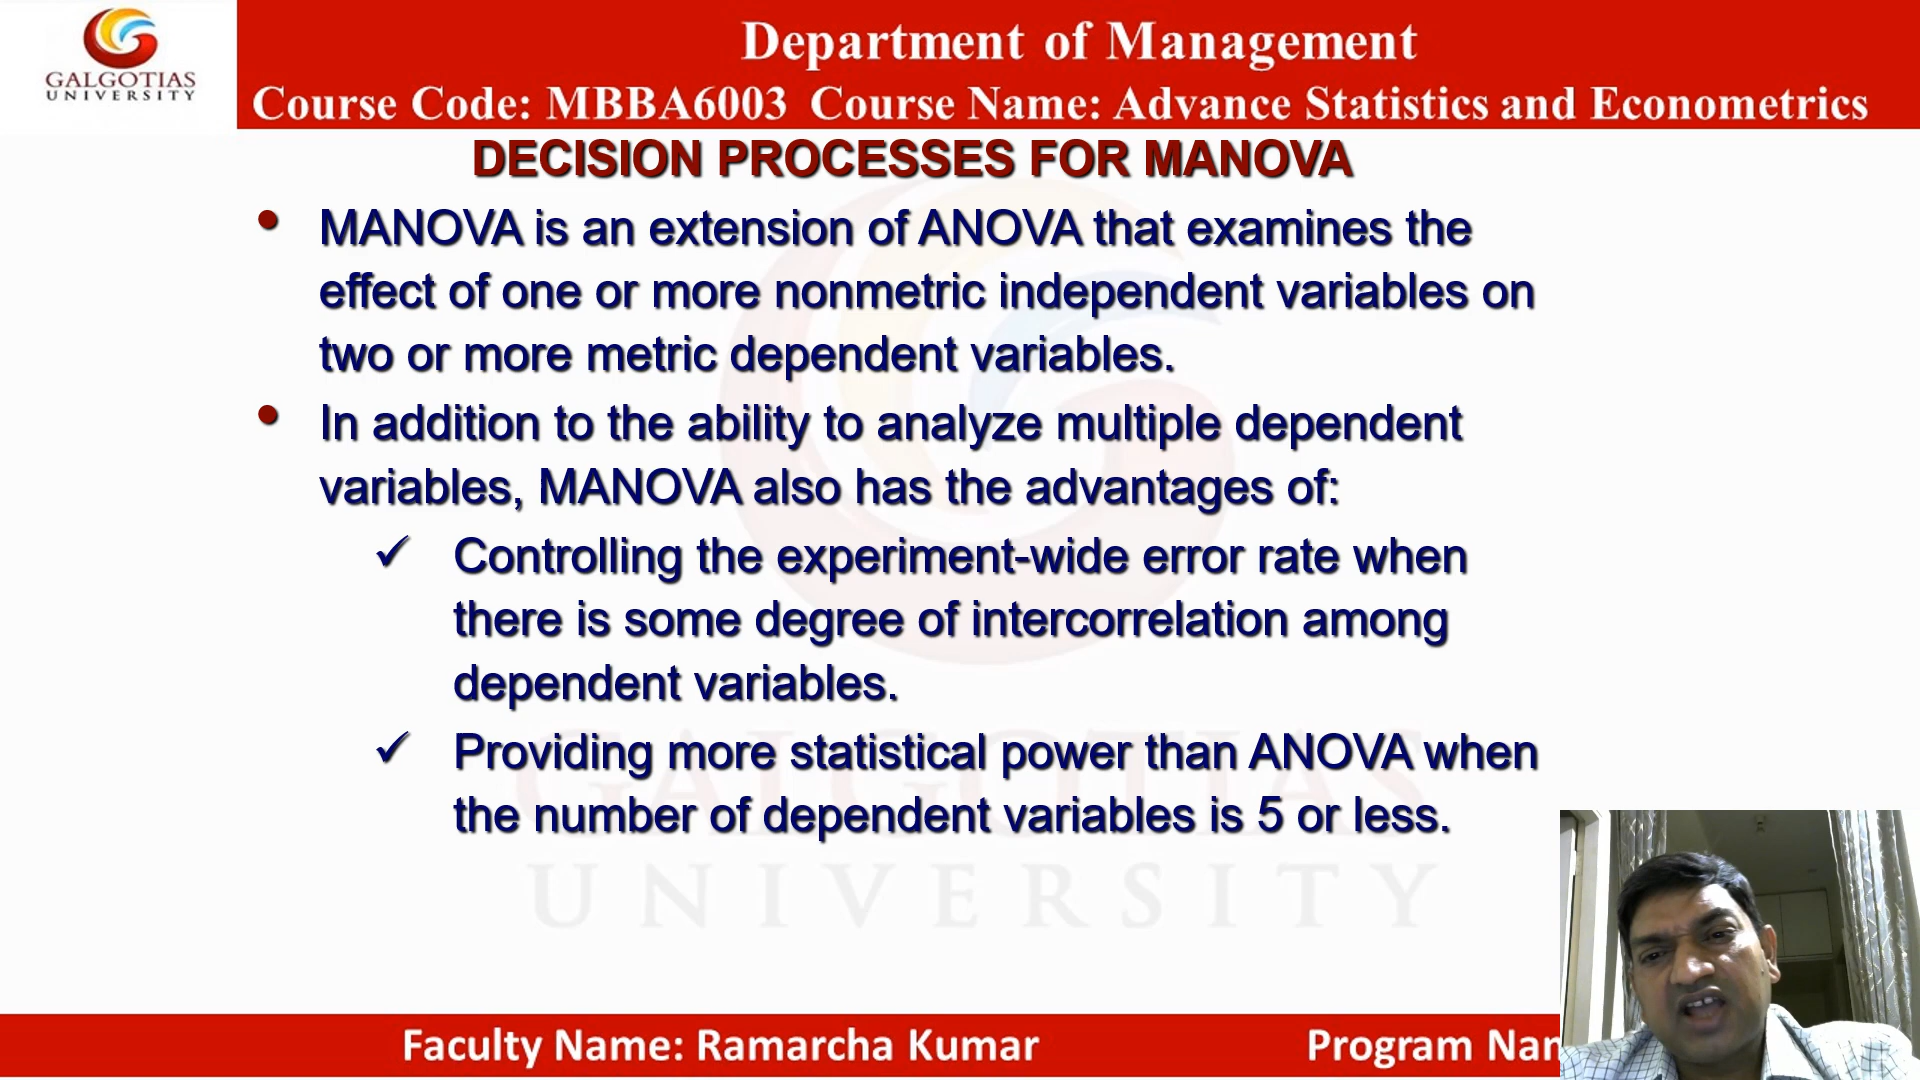 GALGOTIAS
UNIVERSITY
Department of Management
Course Code: MBBA6003 Course Name: Advance Statistics and Econometrics
DECISION PROCESSES FOR MANOVA
• MANOVA is an extension of ANOVA that examines the
effect of one or more nonmetric independent variables on
two or more metric dependent variables.
• In addition to the ability to analyze multiple dependent
variables, MANOVA also has the advantages of:
✓ Controlling the experiment-wide error rate when
there is some degree of intercorrelation among
dependent variables.
✓ Providing more statistical power than ANOVA when
the number of dependent variables is 5 or less.
GALGOTIAS
UNIVERSITY
Faculty Name: Ramarcha Kumar
Program